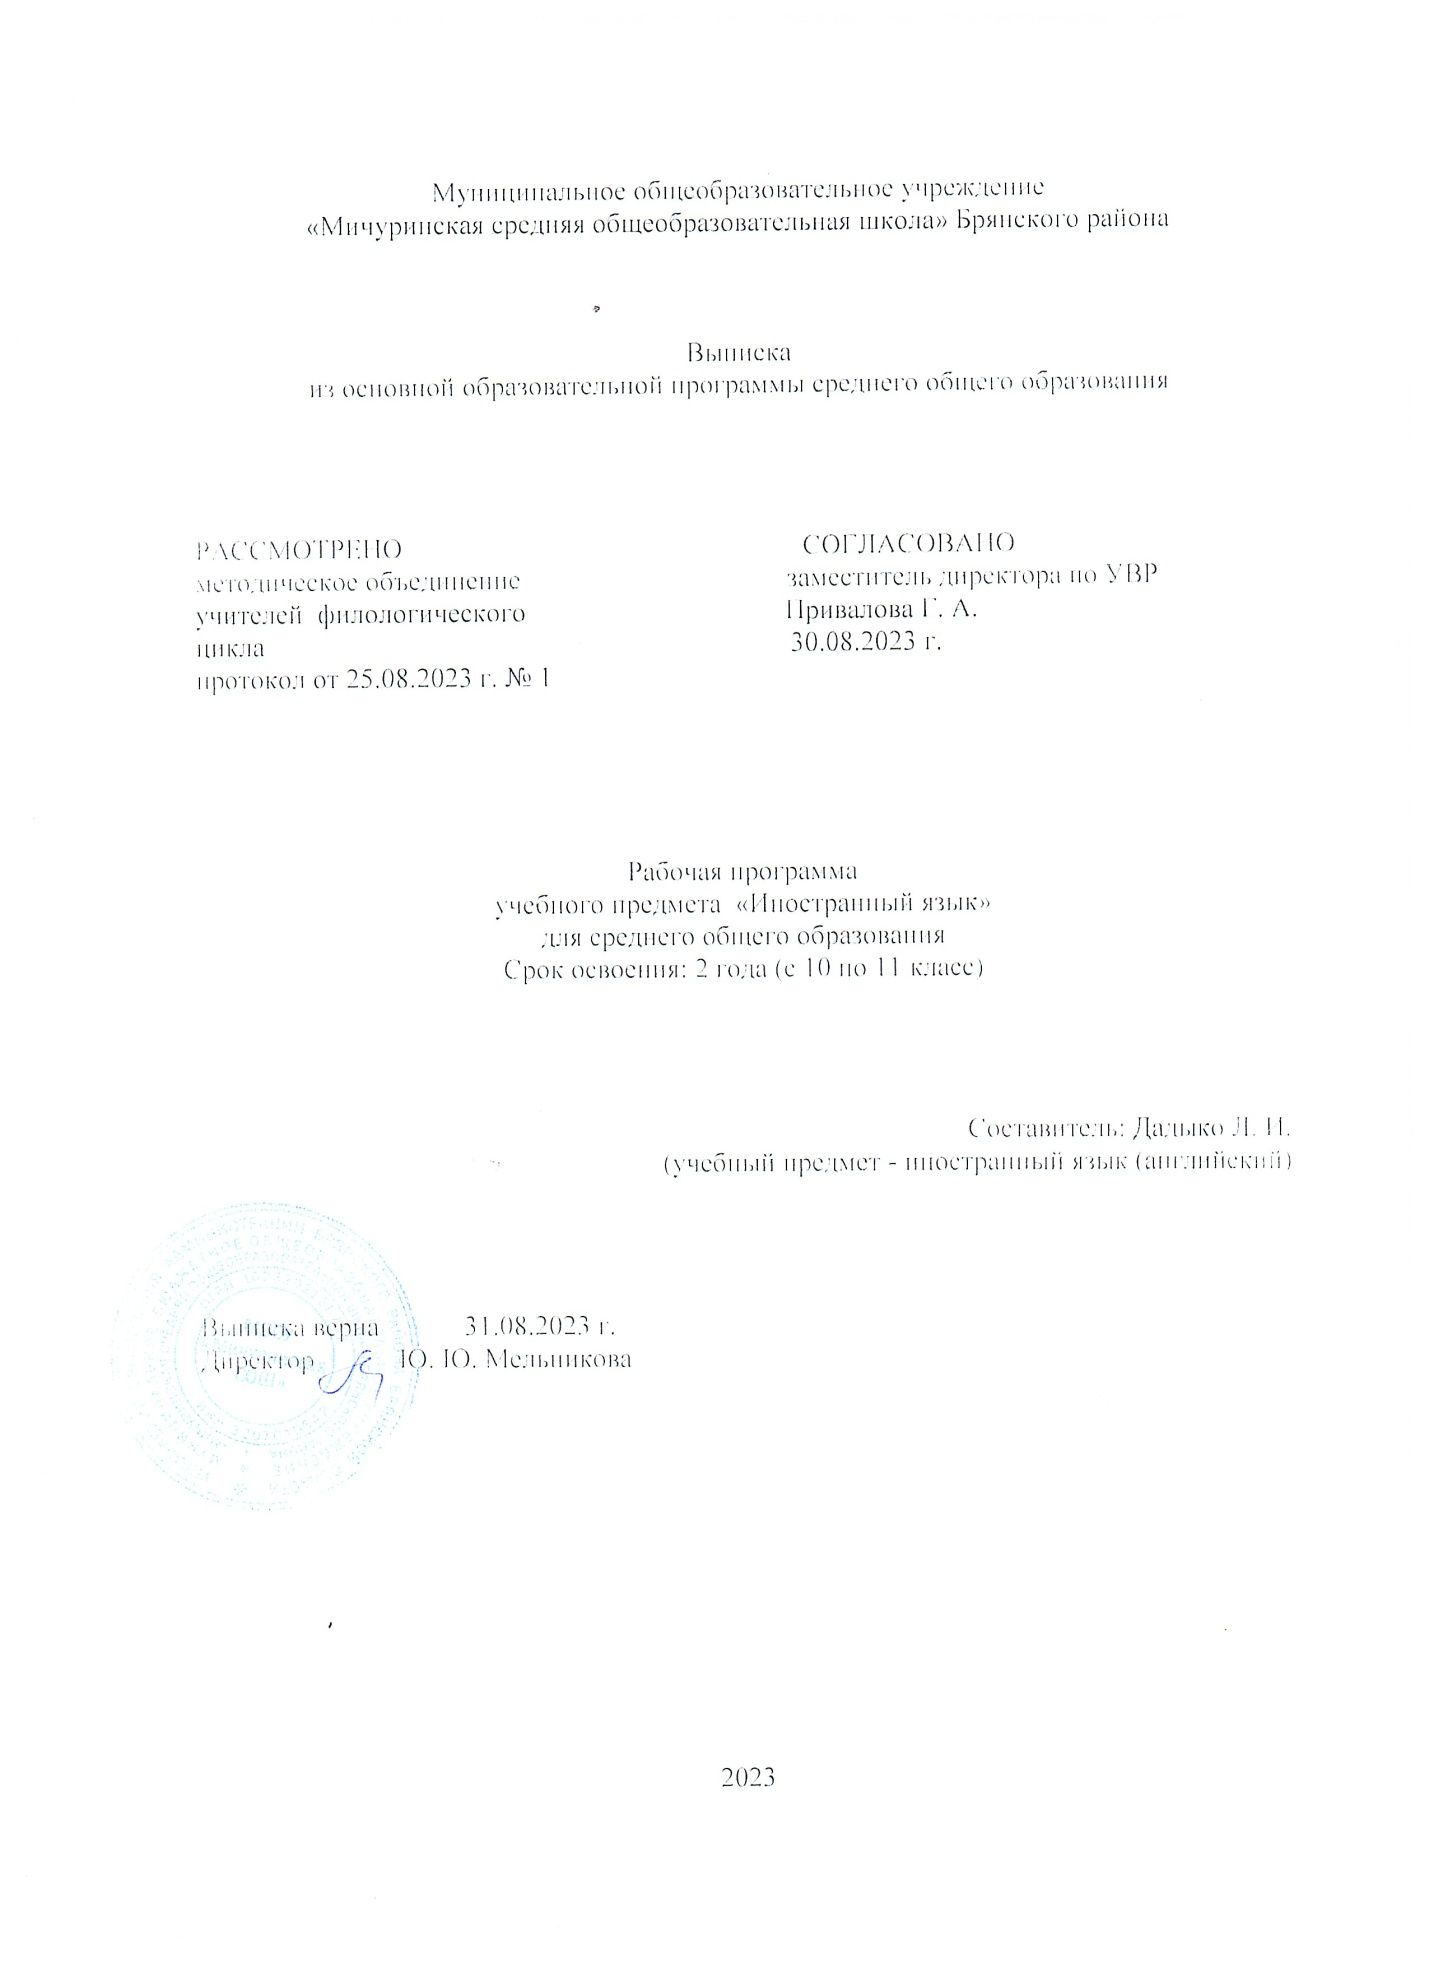 Муниципальное общеобразовательное учреждение
«Мичуринская средняя общеобразовательная школа» Брянского района
Выписка
из основной образовательной программы среднего общего образования
РАССМОТРЕНО
методическое объединение
учителей филологического
цикла
протокол от 25.08.2023 г. № 1
СОГЛАСОВАНО
заместитель директора по УВР
Привалова Г. А.
30.08.2023 г.
Рабочая программа
учебного предмета «Иностранный язык»
для среднего общего образования
Срок освоения: 2 года (с 10 по 11 класс)
Составитель: Далыко Л. И.
(учебный предмет - иностранный язык (английский)
Выписка верна 31.08.2023 г.
Директор Ю. Ю. Мельникова
2023